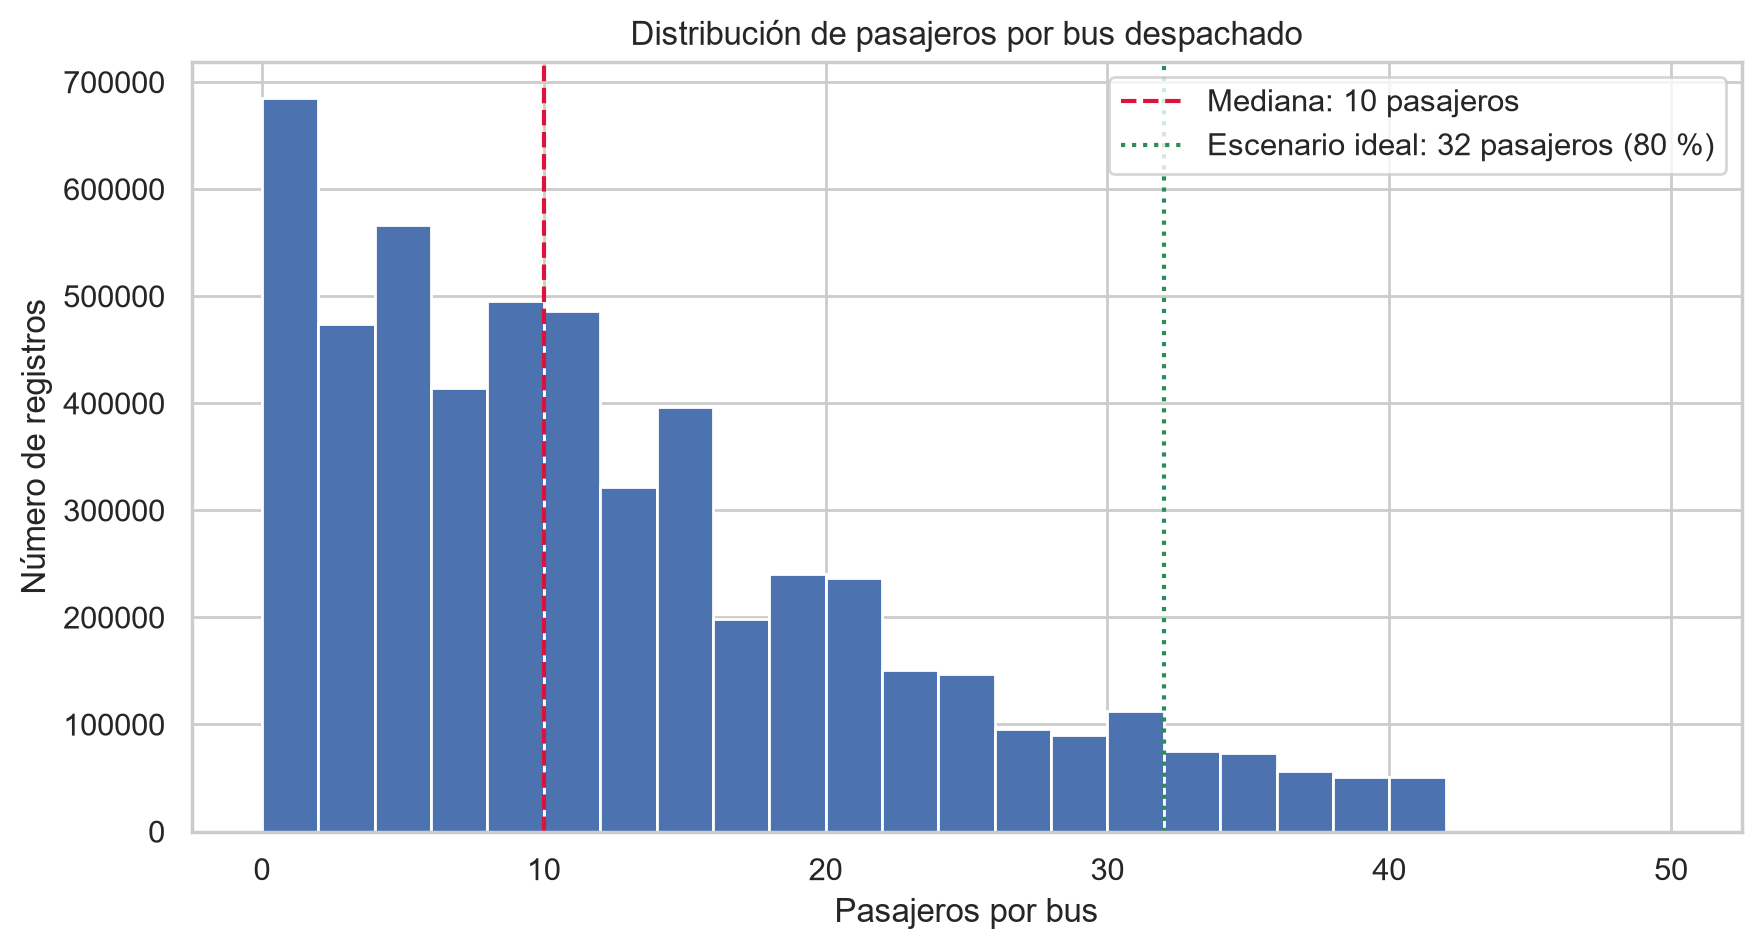 Distribución de pasajeros por bus despachado
Mediana: 10 pasajeros
Escenario ideal: 32 pasajeros (80 %)
Número de registros
700000
600000
500000
400000
300000
200000
100000
0
0 10 20 30 40 50
Pasajeros por bus